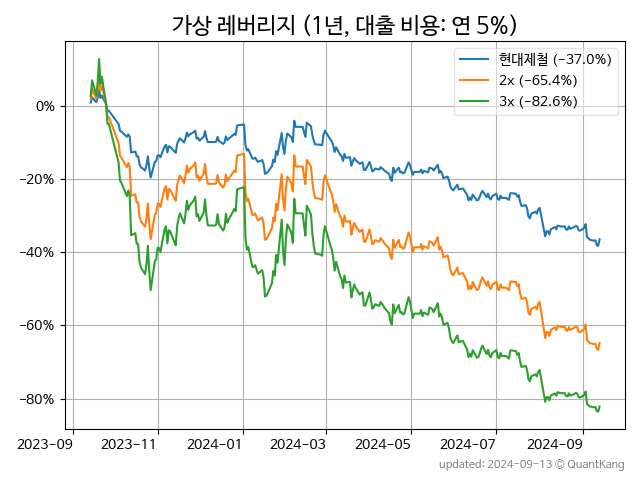 가상 레버리지 (1년, 대출 비용: 연 5%)
현대제철 (−37.0%)
2x (−65.4%)
3x (−82.6%)
0%
−20%
−40%
−60%
−80%
2023-09 2023-11 2024-01 2024-03 2024-05 2024-07 2024-09
updated: 2024-09-13 © QuantKang